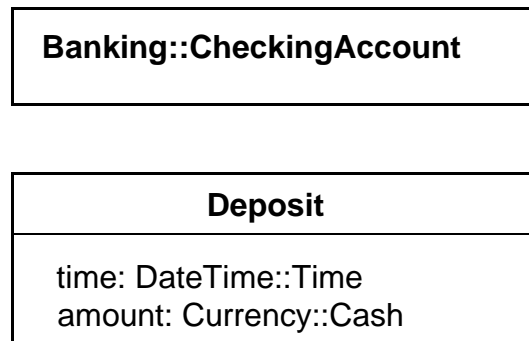 Banking::CheckingAccount
Deposit
time: DateTime::Time
amount: Currency::Cash